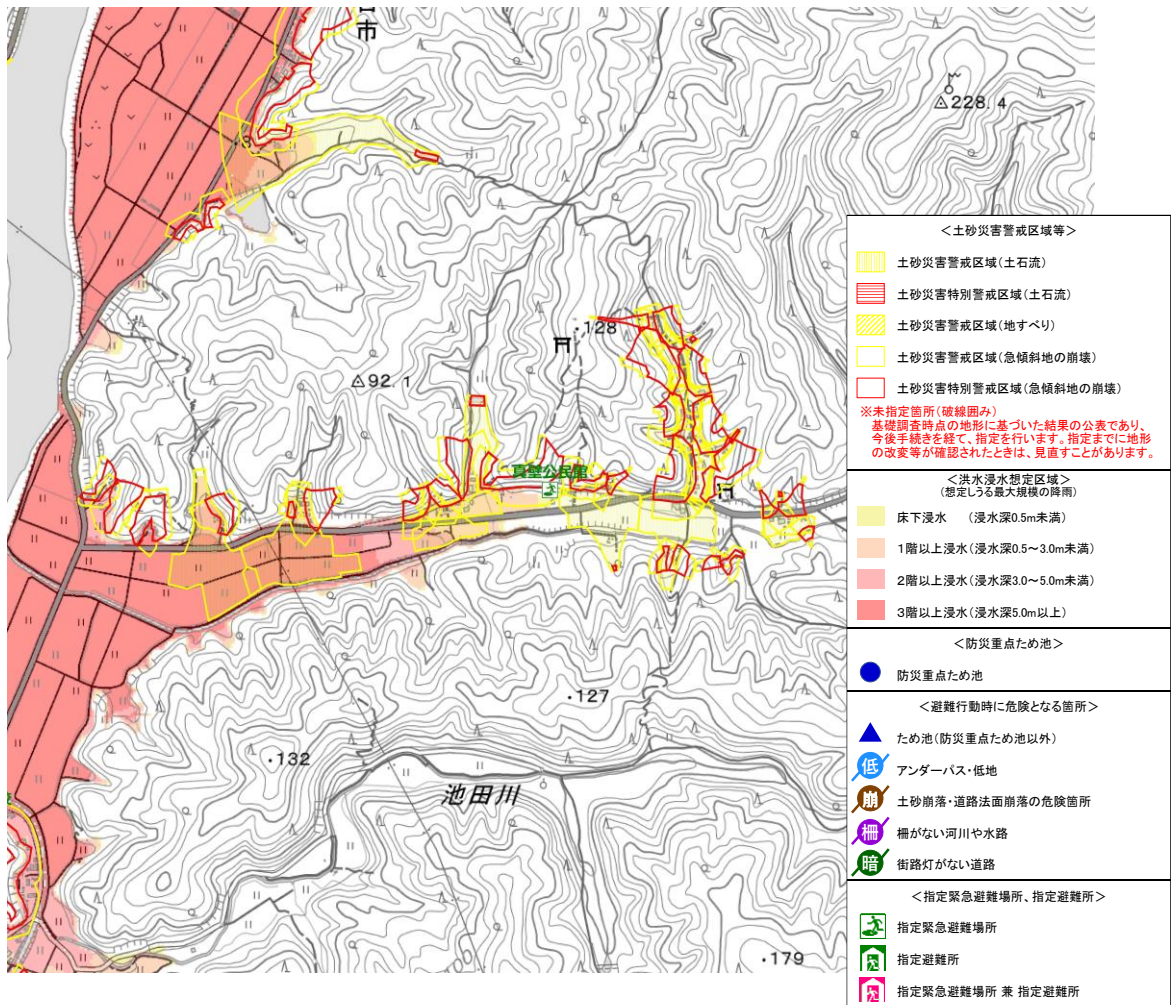 市
△228.4
・128
△92.1
真壁公民館
・127
・132
池田川
・179
<土砂災害警戒区域等>
土砂災害警戒区域(土石流)
土砂災害特別警戒区域(土石流)
土砂災害警戒区域(地すべり)
土砂災害警戒区域(急傾斜地の崩壊)
土砂災害特別警戒区域(急傾斜地の崩壊)
※未指定箇所(破線囲み)
基礎調査時点の地形に基づいた結果の公表であり、
今後手続きを経て、指定を行います。指定までに地形
の改変等が確認されたときは、見直すことがあります。
<洪水浸水想定区域>
(想定しうる最大規模の降雨)
床下浸水 (浸水深0.5m未満)
1階以上浸水(浸水深0.5~3.0m未満)
2階以上浸水(浸水深3.0~5.0m未満)
3階以上浸水(浸水深5.0m以上)
<防災重点ため池>
防災重点ため池
<避難行動時に危険となる箇所>
ため池(防災重点ため池以外)
低 アンダーパス・低地
崩 土砂崩落・道路法面崩落の危険箇所
柵 柵がない河川や水路
暗 街路灯がない道路
<指定緊急避難場所、指定避難所>
指定緊急避難場所
指定避難所
指定緊急避難場所 兼 指定避難所